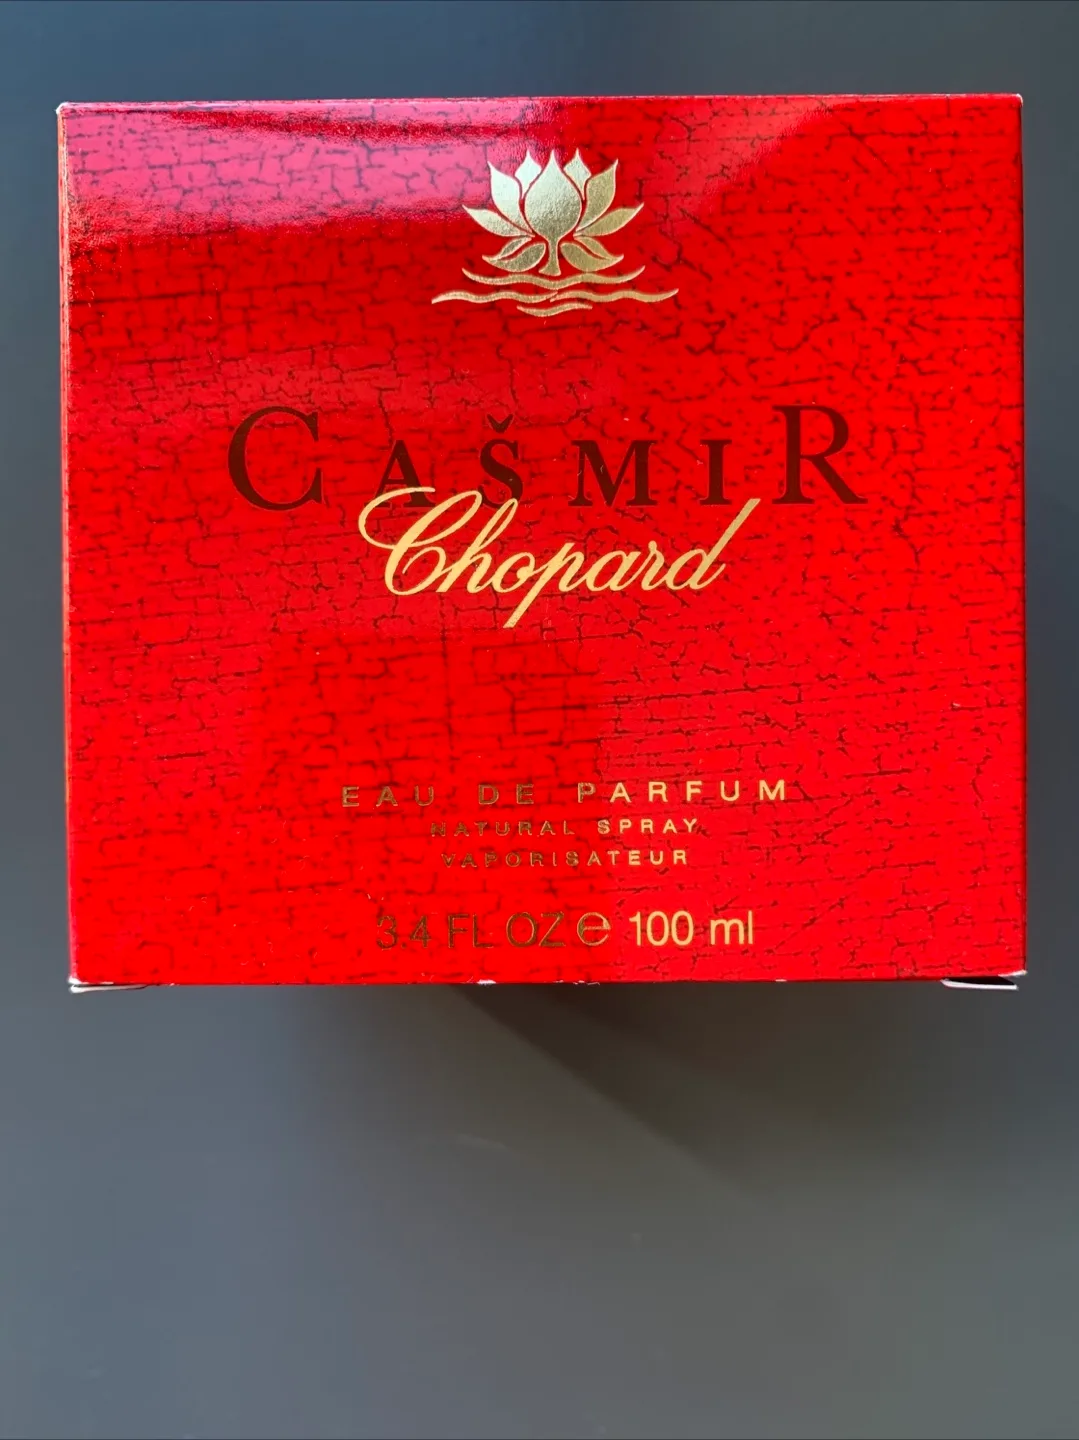 CAŠMIR
Chopard
EAU DE PARFUM
NATURAL SPRAY
VAPORISATEUR
3.4 FL OZ ℮ 100 ml